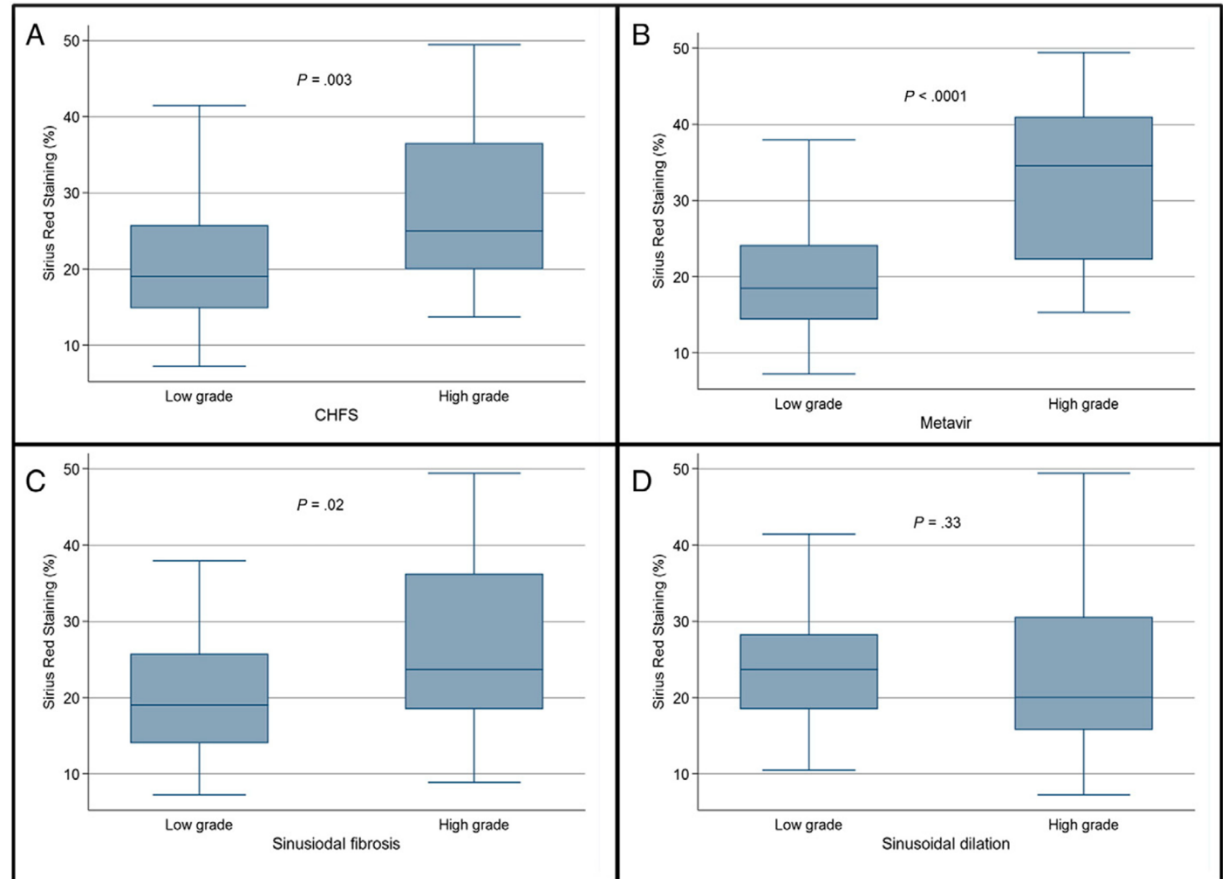 A
P = .003
Sirius Red Staining (%)
50
40
30
20
10
Low grade
High grade
CHFS
B
P < .0001
Sirius Red Staining (%)
50
40
30
20
10
Low grade
High grade
Metavir
C
P = .02
Sirius Red Staining (%)
50
40
30
20
10
Low grade
High grade
Sinusiodal fibrosis
D
P = .33
Sirius Red Staining (%)
50
40
30
20
10
Low grade
High grade
Sinusoidal dilation